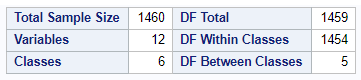 Total Sample Size 1460 DF Total 1459
Variables 12 DF Within Classes 1454
Classes 6 DF Between Classes 5